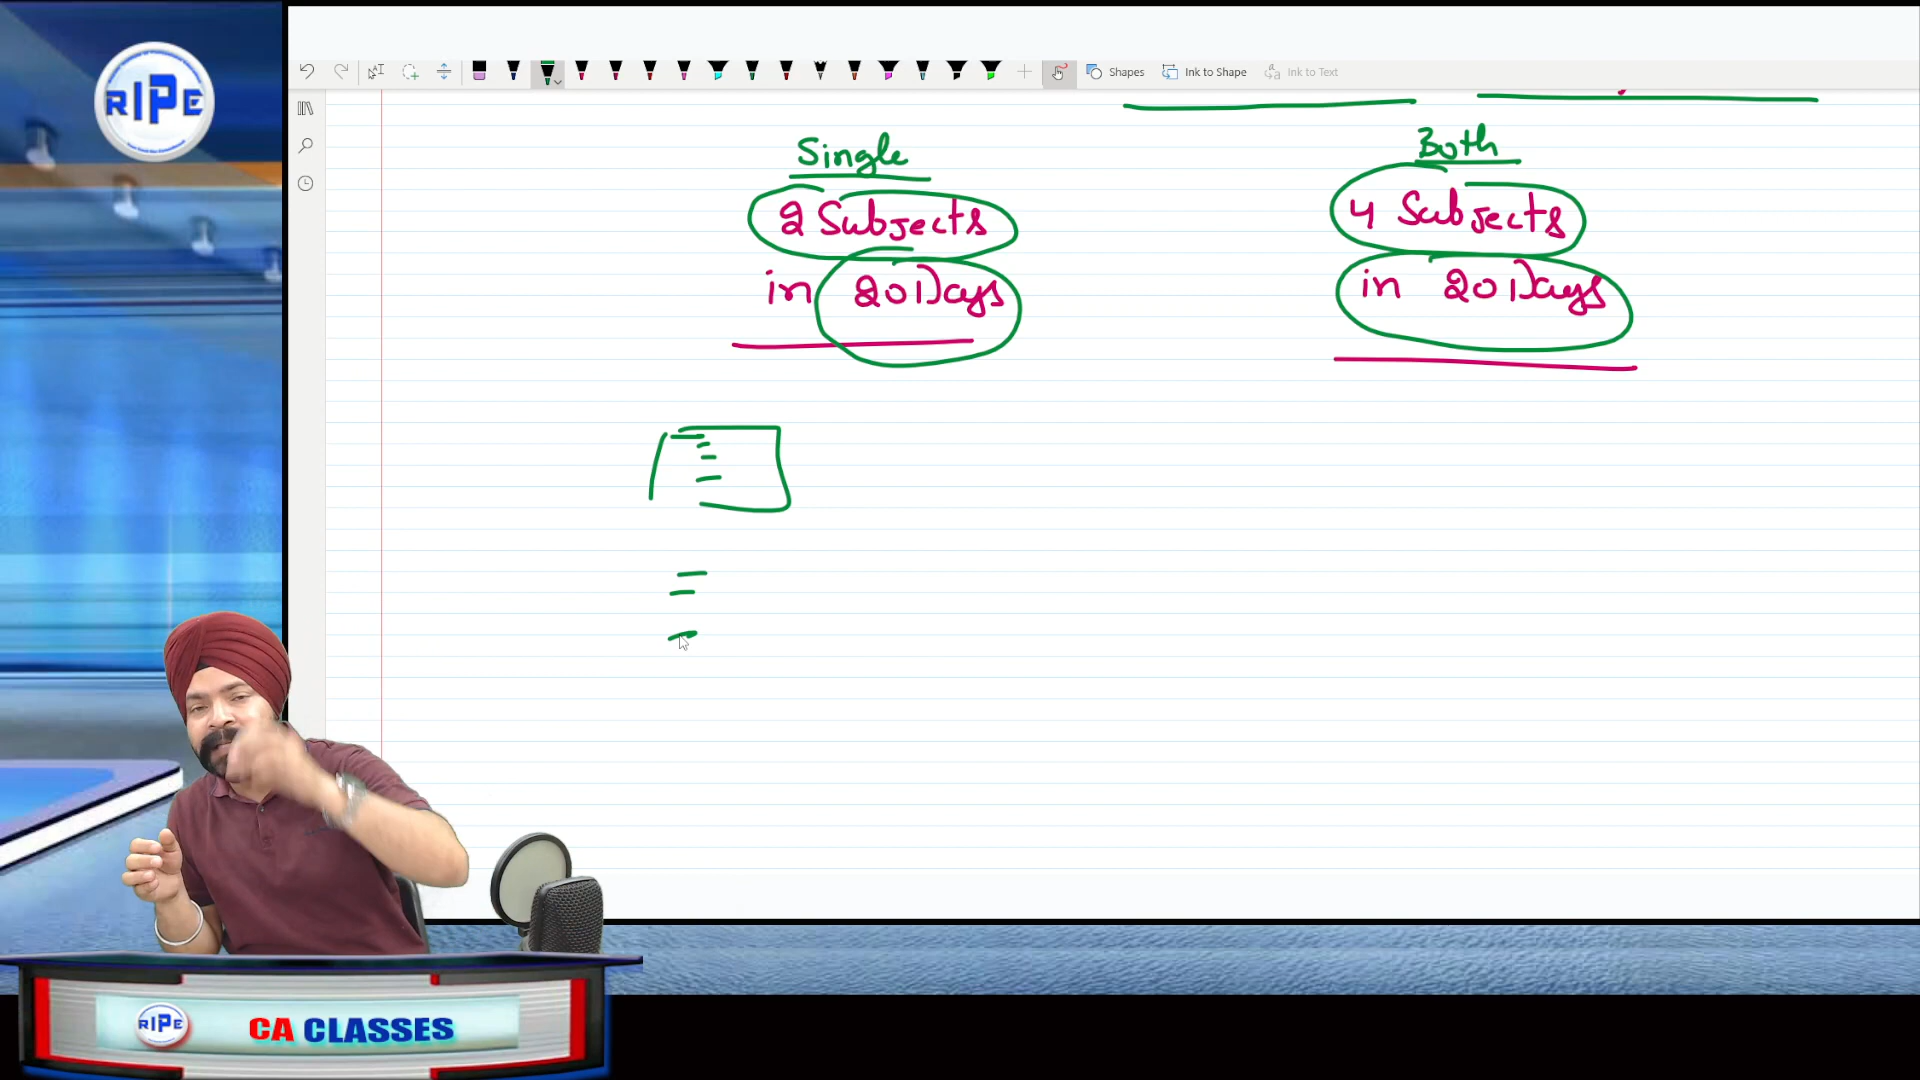 RIPE
Shapes
Ink to Shape
Ink to Text
Single
2 Subjects
in 20 Days
Both
4 Subjects
in 20 Days
RIPE
CA CLASSES